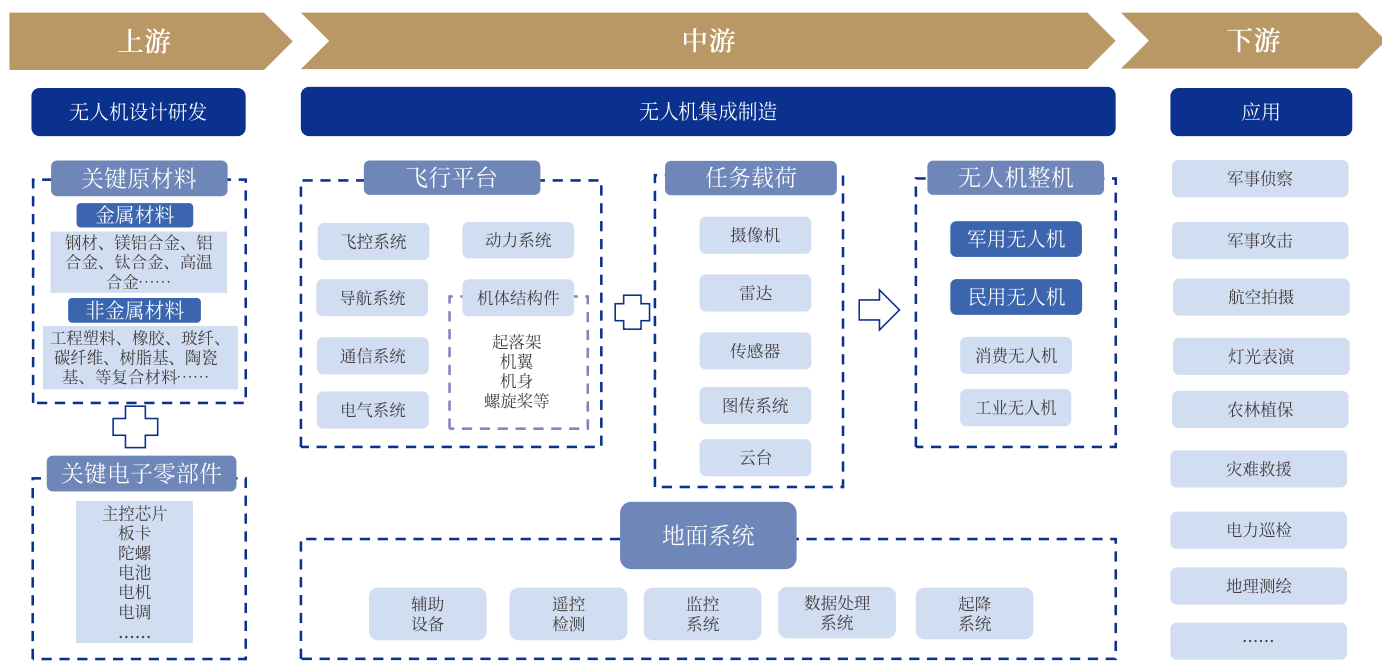 上游
中游
下游
无人机设计研发
无人机集成制造
应用
关键原材料
金属材料
钢材、镁铝合金、铝
合金、钛合金、高温
合金……
非金属材料
工程塑料、橡胶、玻纤、
碳纤维、树脂基、陶瓷
基、等复合材料……
关键电子零部件
主控芯片
板卡
陀螺
电池
电机
电调
……
飞行平台
飞控系统
导航系统
通信系统
电气系统
动力系统
机体结构件
起落架
机翼
机身
螺旋桨等
任务载荷
摄像机
雷达
传感器
图传系统
云台
无人机整机
军用无人机
民用无人机
消费无人机
工业无人机
地面系统
辅助
设备
遥控
检测
监控
系统
数据处理
系统
起降
系统
军事侦察
军事攻击
航空拍摄
灯光表演
农林植保
灾难救援
电力巡检
地理测绘
……